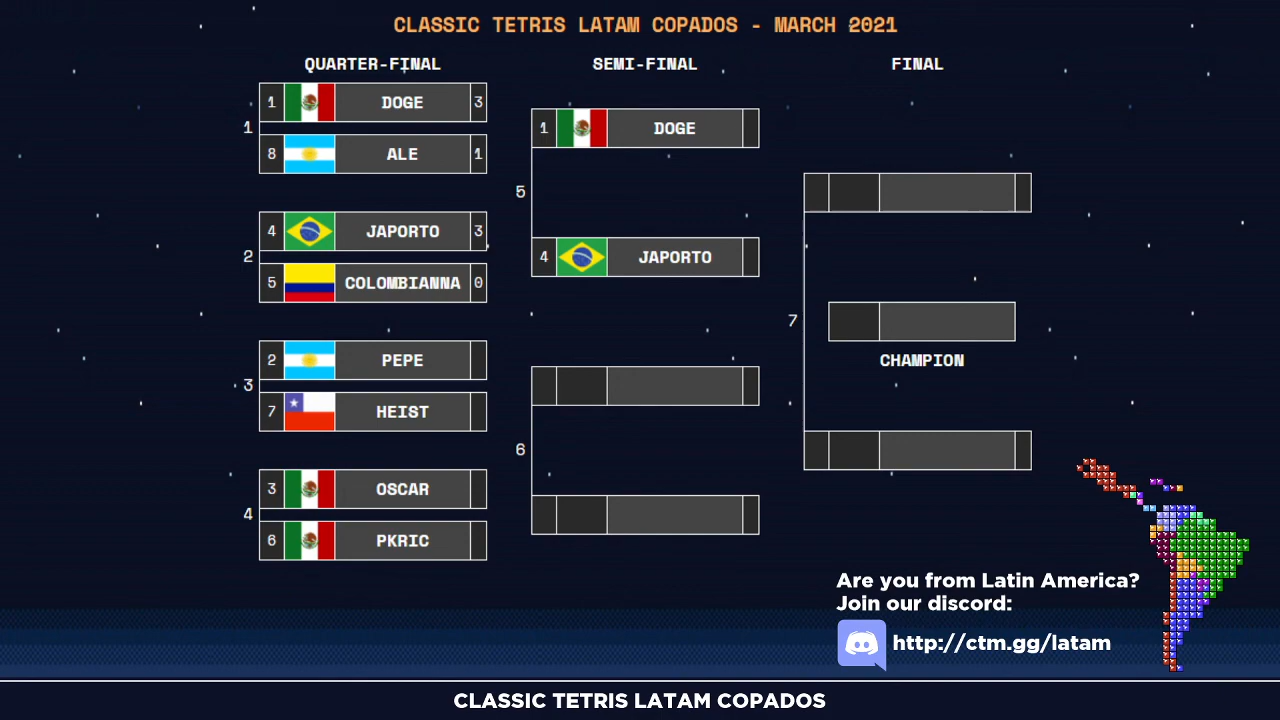 CLASSIC TETRIS LATAM COPADOS - MARCH 2021
QUARTER-FINAL
SEMI-FINAL
FINAL
1
1 DOGE 3
8 ALE 1
2
4 JAPORTO 3
5 COLOMBIANNA 0
3
2 PEPE
7 HEIST
4
3 OSCAR
6 PKRIC
5
1 DOGE
4 JAPORTO
6
7
CHAMPION
Are you from Latin America?
Join our discord:
http://ctm.gg/latam
CLASSIC TETRIS LATAM COPADOS